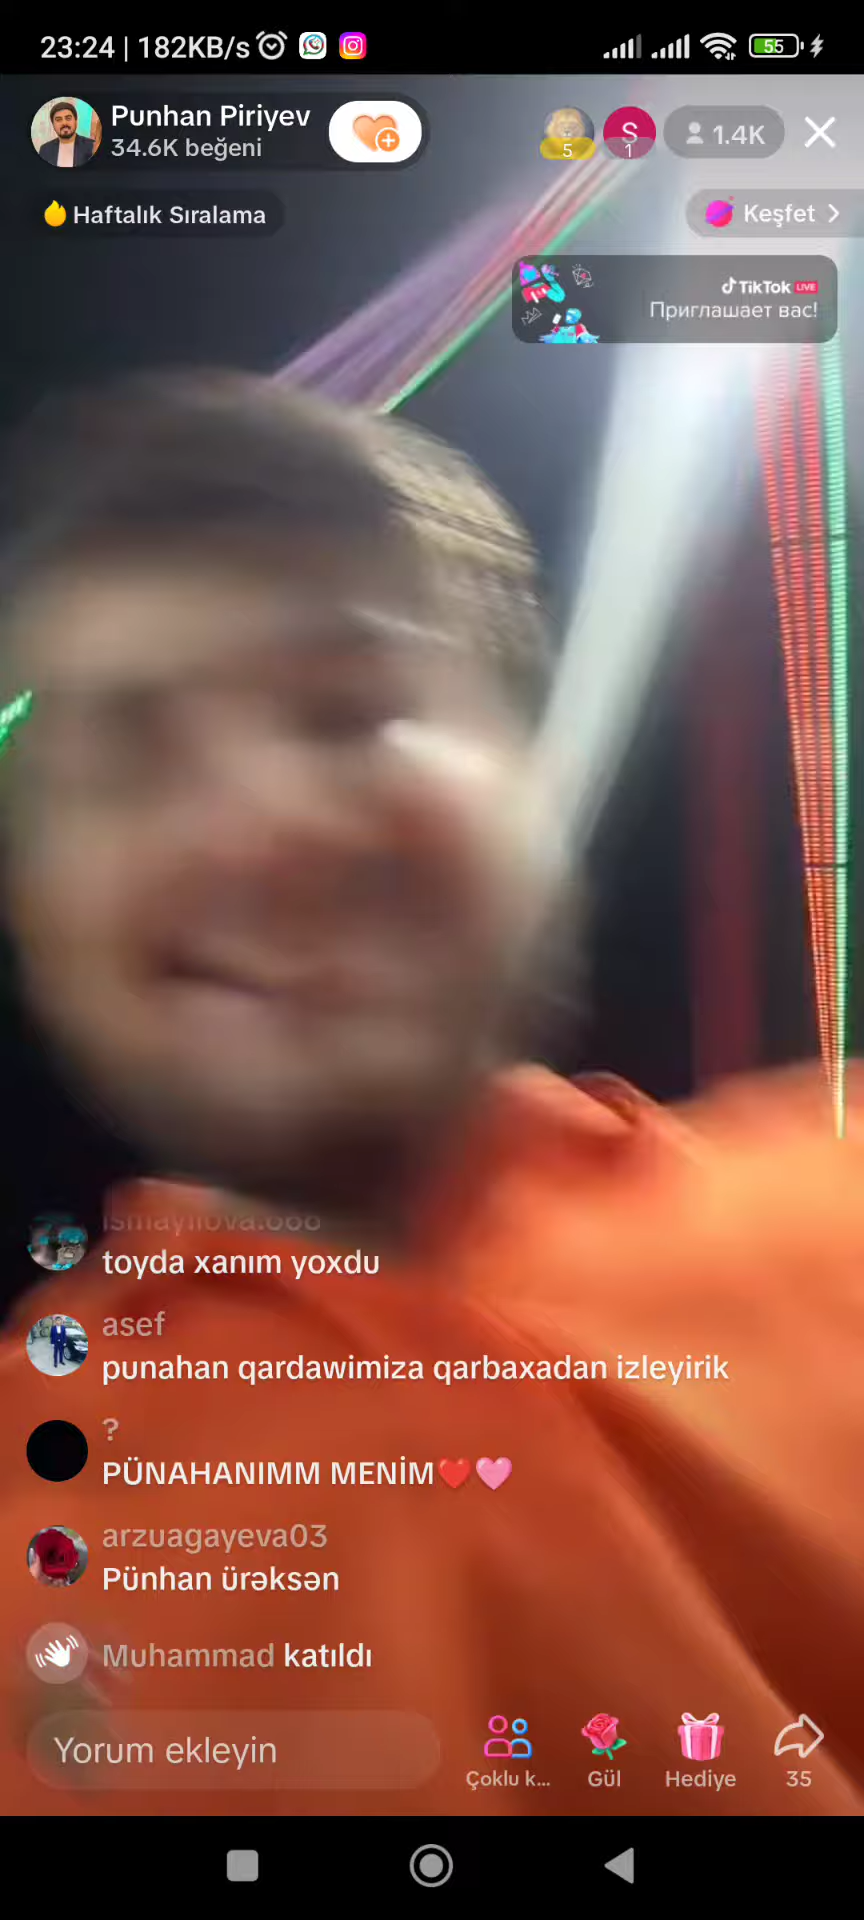 23:24 | 182KB/s
55
Punhan Piriyev
34.6K beğeni
5
S
1
1.4K
Haftalık Sıralama
Keşfet
TikTok LIVE
Приглашает вас!
ismayilova.666
toyda xanım yoxdu
asef
punahan qardawimiza qarbaxadan izleyirik
?
PÜNAHANIMM MENİM❤️🩷
arzuagayeva03
Pünhan ürəksən
Muhammad katıldı
Yorum ekleyin
Çoklu k...
Gül
Hediye
35